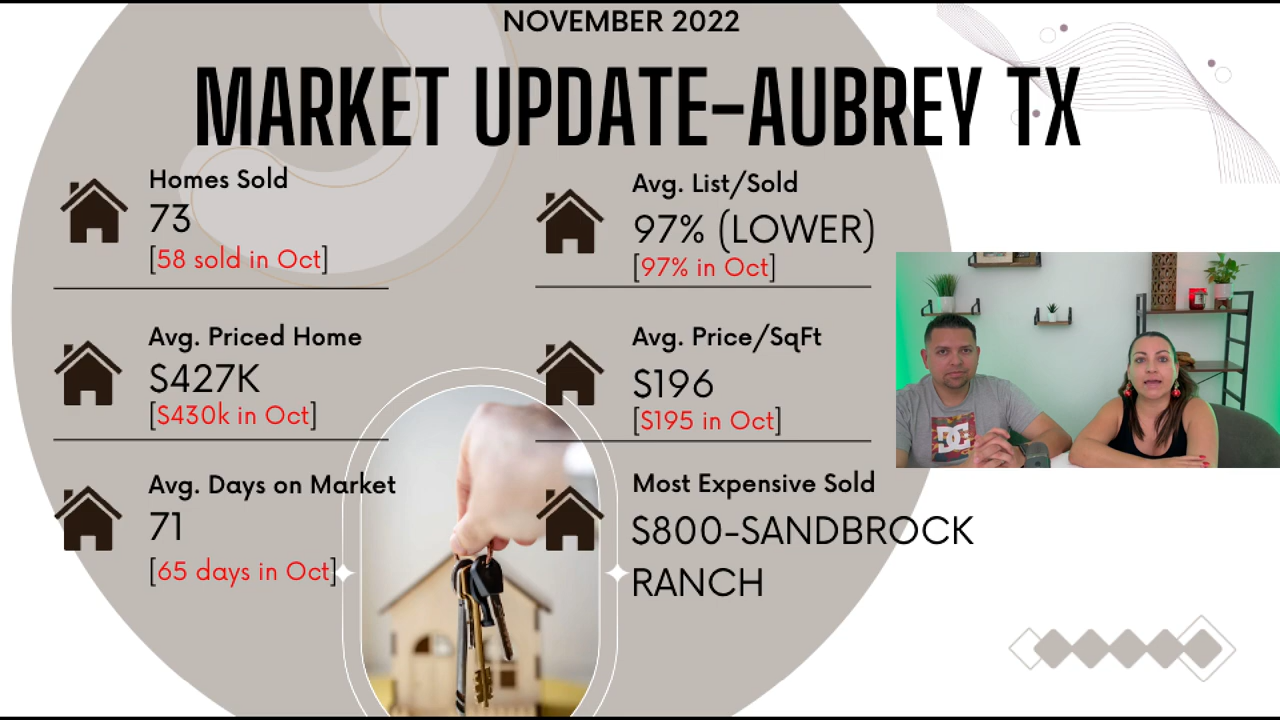 NOVEMBER 2022
MARKET UPDATE-AUBREY TX
Homes Sold
73
[58 sold in Oct]
Avg. List/Sold
97% (LOWER)
[97% in Oct]
Avg. Priced Home
$427K
[$430k in Oct]
Avg. Price/SqFt
$196
[$195 in Oct]
Avg. Days on Market
71
[65 days in Oct]
Most Expensive Sold
$800-SANDBROCK
RANCH
DC